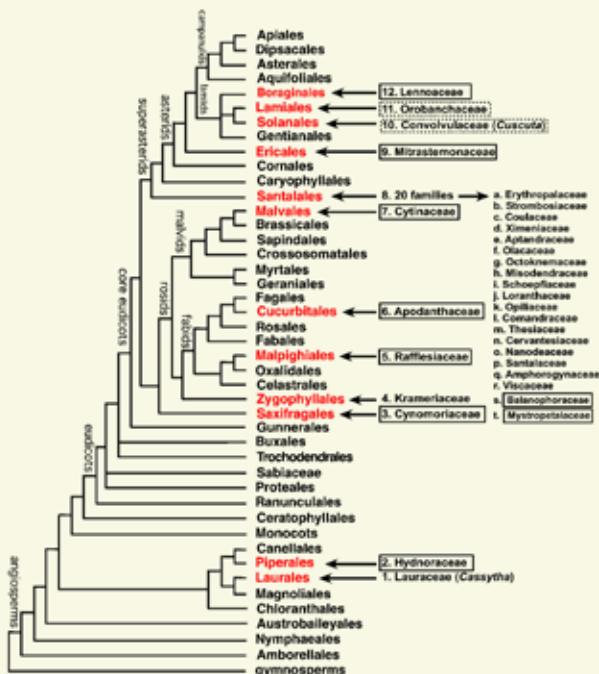 Apiales
Dipsacales
Asterales
Aquifoliales
Boraginales
Lamiales
Solanales
Gentianales
Ericales
Cornales
Caryophyllales
Santalales
Malvales
Brassicales
Sapindales
Crossosomatales
Myrtales
Geraniales
Fagales
Cucurbitales
Rosales
Fabales
Malpighiales
Oxalidales
Celastrales
Zygophyllales
Saxifragales
Gunnerales
Buxales
Trochodendrales
Sabiaceae
Proteales
Ranunculales
Ceratophyllales
Monocots
Canellales
Piperales
Laurales
Magnoliales
Chloranthales
Austrobaileyales
Nymphaeales
Amborellales
gymnosperms
12. Lennoaceae
11. Orobanchaceae
10. Convolvulaceae (Cuscuta)
9. Mitrastemonaceae
8. 20 families
7. Cytinaceae
6. Apodanthaceae
5. Rafflesiaceae
4. Krameriaceae
3. Cynomoriaceae
2. Hydnoraceae
1. Lauraceae (Cassytha)
a. Erythropalaceae
b. Strombosiaceae
c. Coulaceae
d. Ximeniaceae
e. Aptandraceae
f. Olacaceae
g. Octoknemaceae
h. Misodendraceae
i. Schoepfiaceae
j. Loranthaceae
k. Opiliaceae
l. Comandraceae
m. Thesiaceae
n. Cervantesiaceae
o. Nanodeaceae
p. Santalaceae
q. Amphorogynaceae
r. Viscaceae
s. Balanophoraceae
t. Mystropetalaceae
campanulids
lamiids
asterids
superasterids
malvids
rosids
fabids
core eudicots
eudicots
angiosperms